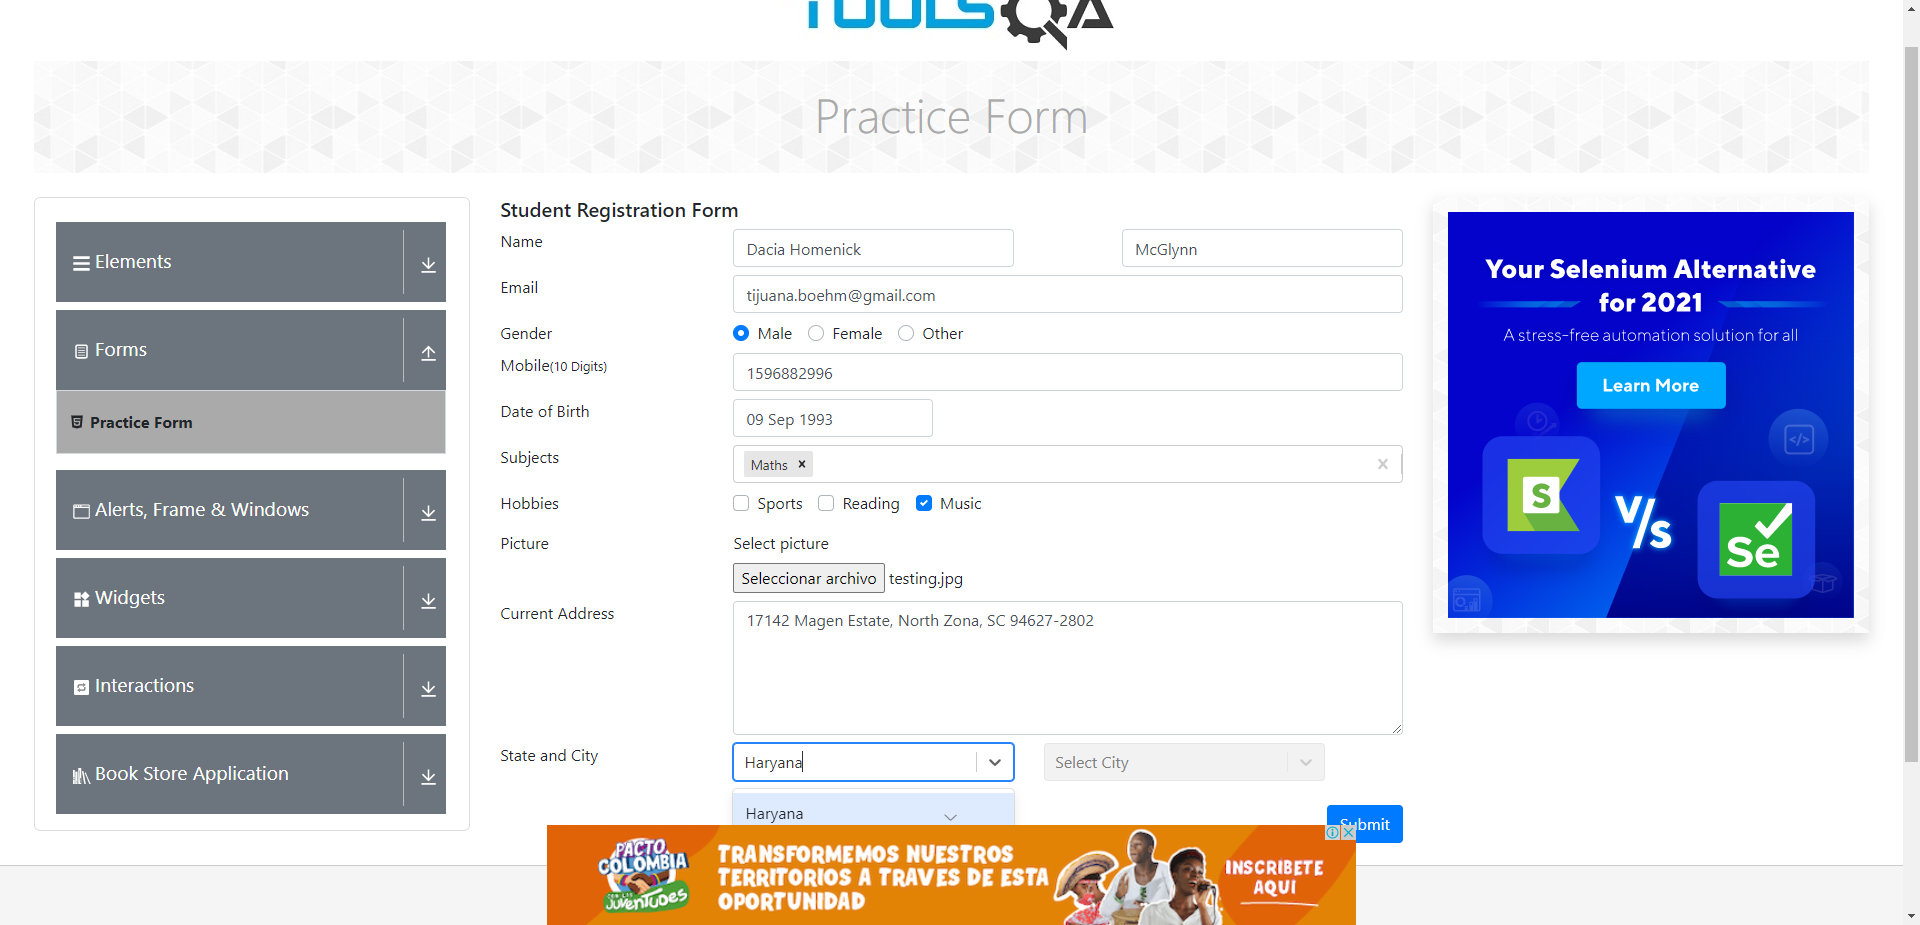 TOOLSQA
Practice Form
Elements
Forms
Practice Form
Alerts, Frame & Windows
Widgets
Interactions
Book Store Application
Student Registration Form
Name
Dacia Homenick
McGlynn
Email
tijuana.boehm@gmail.com
Gender
Male
Female
Other
Mobile(10 Digits)
1596882996
Date of Birth
09 Sep 1993
Subjects
Maths
Hobbies
Sports
Reading
Music
Picture
Select picture
Seleccionar archivo testing.jpg
Current Address
17142 Magen Estate, North Zona, SC 94627-2802
State and City
Haryana
Select City
Haryana
Submit
Your Selenium Alternative
for 2021
A stress-free automation solution for all
Learn More
S
V/s
Se
PACTO
COLOMBIA
CON LAS
JUVENTUDES
TRANSFORMEMOS NUESTROS
TERRITORIOS A TRAVES DE ESTA
OPORTUNIDAD
INSCRIBETE
AQUI